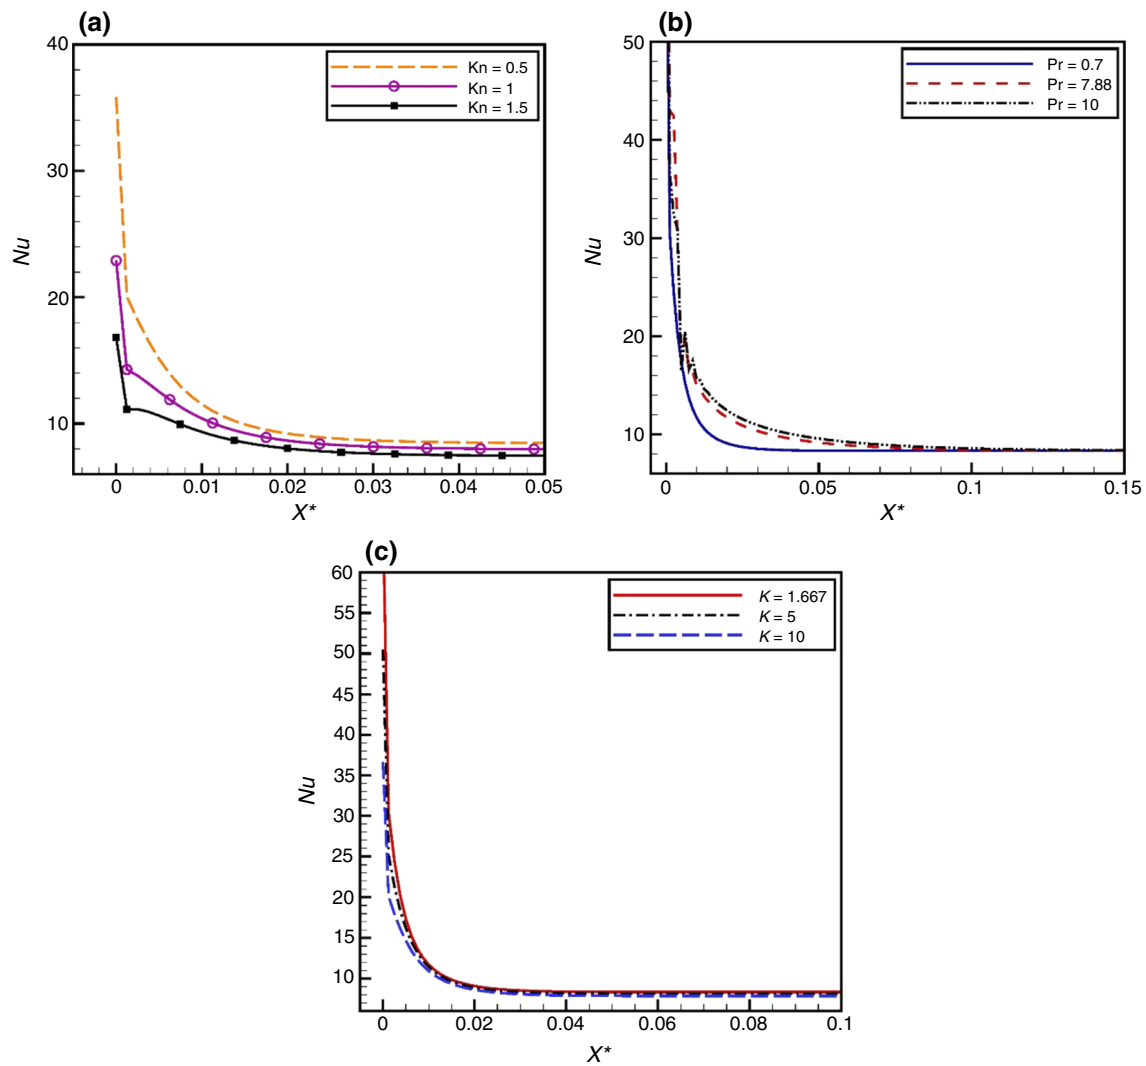 (a)
40
30
20
10
Nu
0
0.01
0.02
0.03
0.04
0.05
X*
Kn = 0.5
Kn = 1
Kn = 1.5
(b)
50
40
30
20
10
Nu
0
0.05
0.1
0.15
X*
Pr = 0.7
Pr = 7.88
Pr = 10
(c)
60
55
50
45
40
35
30
25
20
15
10
Nu
0
0.02
0.04
0.06
0.08
0.1
X*
K = 1.667
K = 5
K = 10